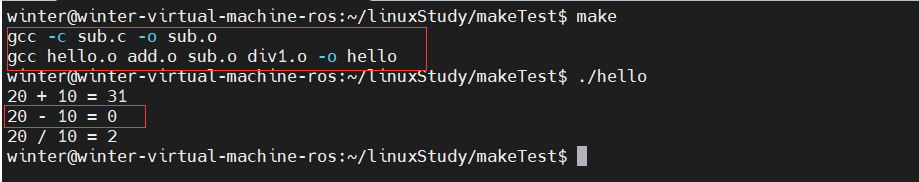 winter@winter-virtual-machine-ros:~/linuxStudy/makeTest$ make
gcc -c sub.c -o sub.o
gcc hello.o add.o sub.o div1.o -o hello
winter@winter-virtual-machine-ros:~/linuxStudy/makeTest$ ./hello
20 + 10 = 31
20 - 10 = 0
20 / 10 = 2
winter@winter-virtual-machine-ros:~/linuxStudy/makeTest$